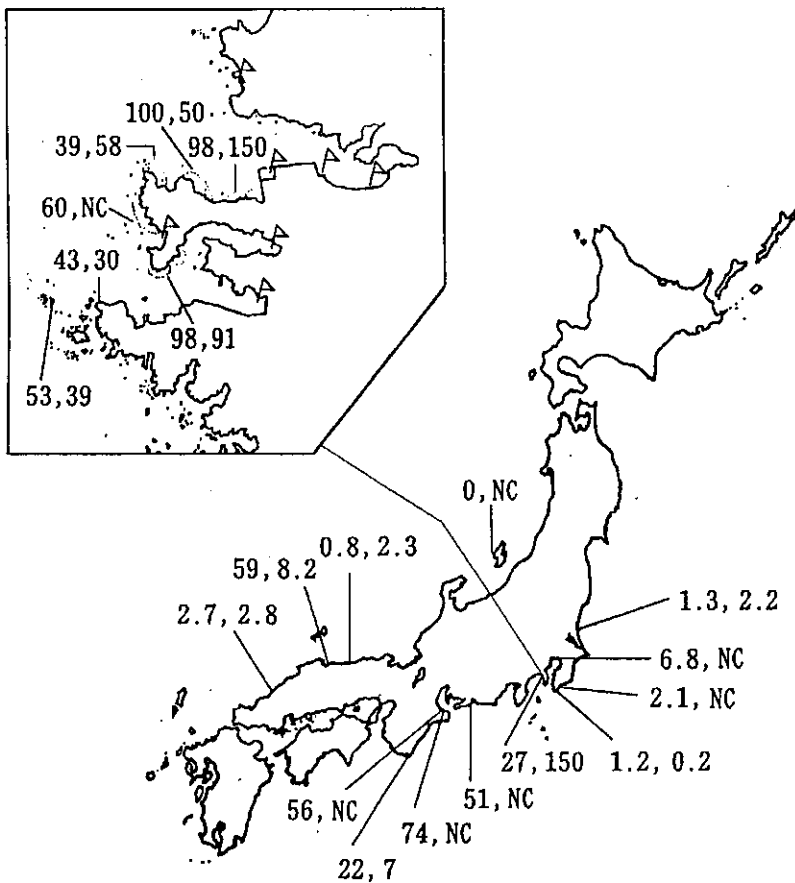 100,50
39,58
98,150
60,NC
43,30
98,91
53,39
0,NC
0.8,2.3
59,8.2
2.7,2.8
1.3,2.2
6.8,NC
2.1,NC
27,150
1.2,0.2
51,NC
56,NC
74,NC
22,7